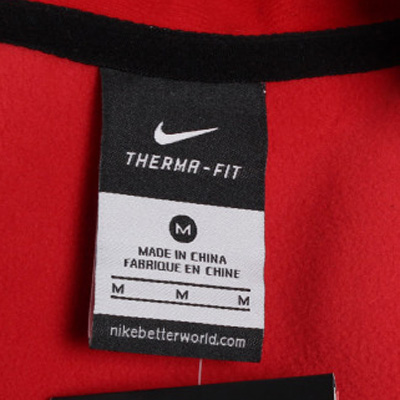 THERMA-FIT
M
MADE IN CHINA
FABRIQUE EN CHINE
M M M
nikebetterworld.com